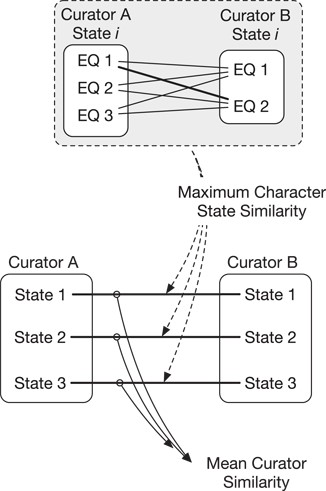 Curator A
State i
Curator B
State i
EQ 1
EQ 2
EQ 3
EQ 1
EQ 2
Maximum Character
State Similarity
Curator A
Curator B
State 1
State 1
State 2
State 2
State 3
State 3
Mean Curator
Similarity